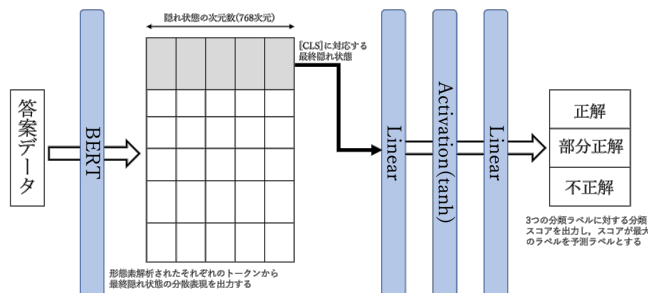 隠れ状態の次元数(768次元)
[CLS]に対応する
最終隠れ状態
答案データ
BERT
Linear
Activation(tanh)
Linear
正解
部分正解
不正解
3つの分類ラベルに対する分類
スコアを出力し，スコアが最大
のラベルを予測ラベルとする
形態素解析されたそれぞれのトークンから
最終隠れ状態の分散表現を出力する